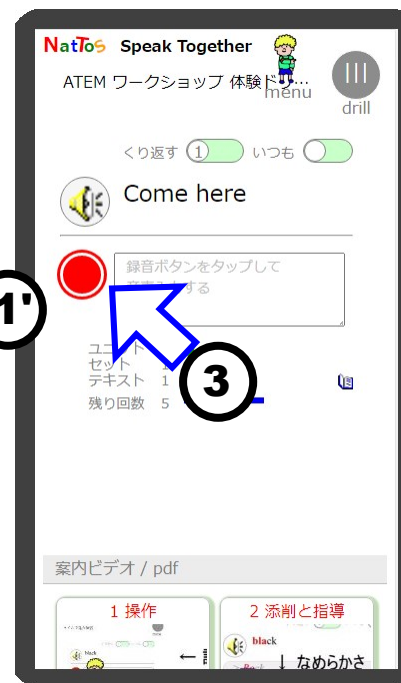 NatToS Speak Together
ATEM ワークショップ 体験ド
menu
drill
くり返す 1 いつも
Come here
録音ボタンをタップして
する
1'
3
ユニット
セット 1
テキスト 1
残り回数 5
案内ビデオ / pdf
1 操作
2 添削と指導
black
black
↓ なめらかさ